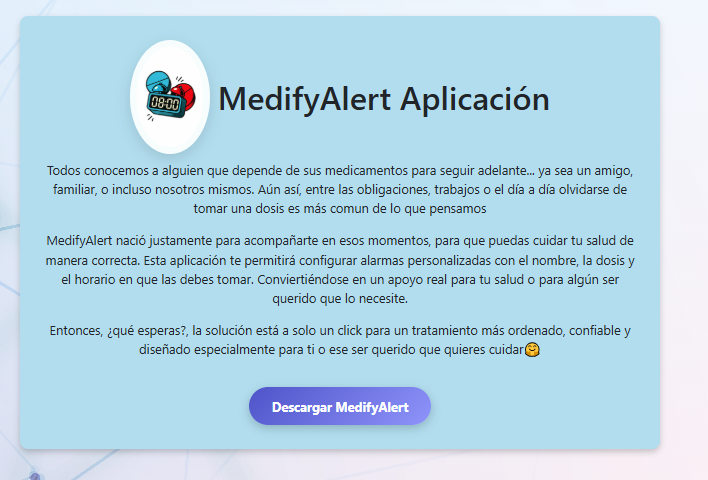 08:00
MedifyAlert Aplicación
Todos conocemos a alguien que depende de sus medicamentos para seguir adelante... ya sea un amigo,
familiar, o incluso nosotros mismos. Aún así, entre las obligaciones, trabajos o el día a día olvidarse de
tomar una dosis es más comun de lo que pensamos
MedifyAlert nació justamente para acompañarte en esos momentos, para que puedas cuidar tu salud de
manera correcta. Esta aplicación te permitirá configurar alarmas personalizadas con el nombre, la dosis y
el horario en que las debes tomar. Conviertiéndose en un apoyo real para tu salud o para algún ser
querido que lo necesite.
Entonces, ¿qué esperas?, la solución está a solo un click para un tratamiento más ordenado, confiable y
diseñado especialmente para ti o ese ser querido que quieres cuidar🤗
Descargar MedifyAlert